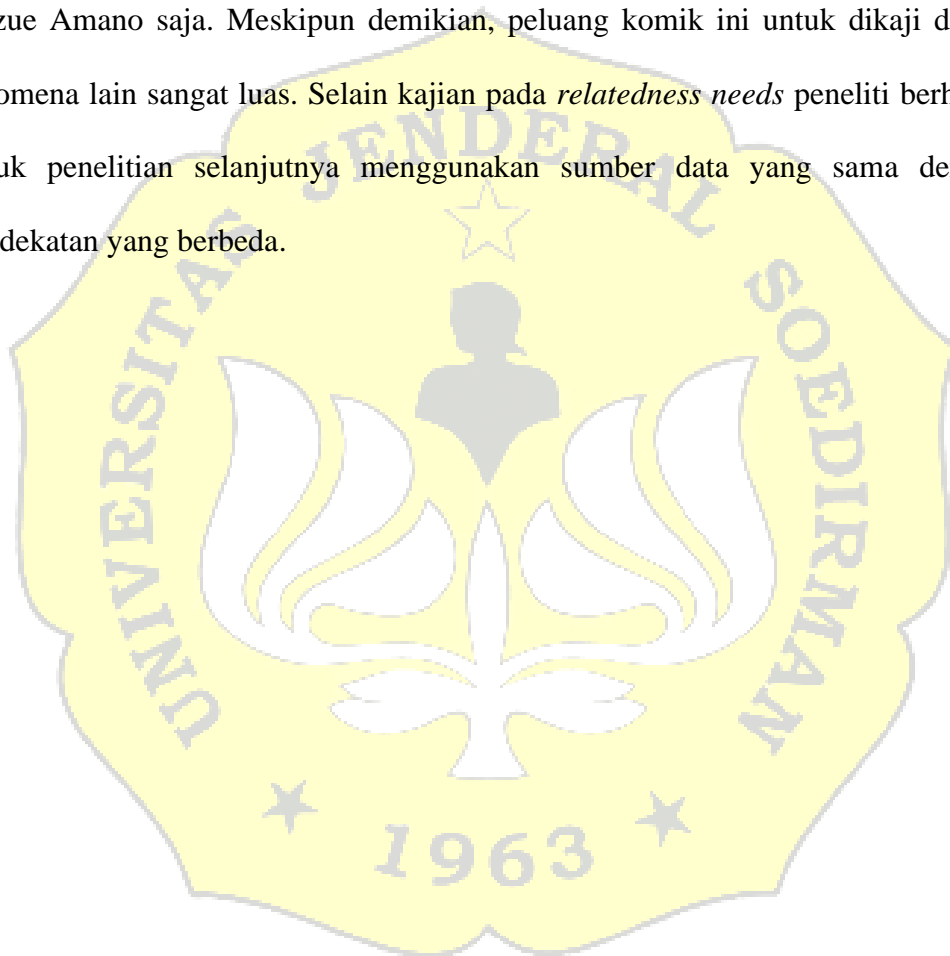 zue Amano saja. Meskipun demikian, peluang komik ini untuk dikaji d
omena lain sangat luas. Selain kajian pada relatedness needs peneliti berh
uk penelitian selanjutnya menggunakan sumber data yang sama de
dekatan yang berbeda.
UNIVERSITAS JENDERAL SOEDIRMAN
1963